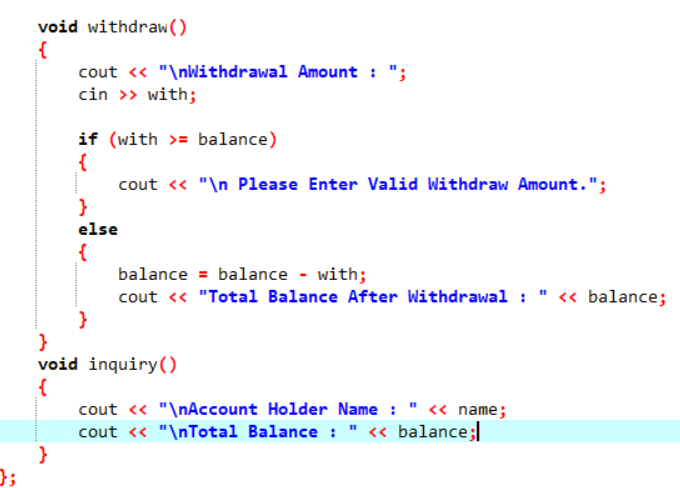 void withdraw()
{
cout << "\nWithdrawal Amount : ";
cin >> with;
if (with >= balance)
{
cout << "\n Please Enter Valid Withdraw Amount.";
}
else
{
balance = balance - with;
cout << "Total Balance After Withdrawal : " << balance;
}
}
void inquiry()
{
cout << "\nAccount Holder Name : " << name;
cout << "\nTotal Balance : " << balance;
}
};